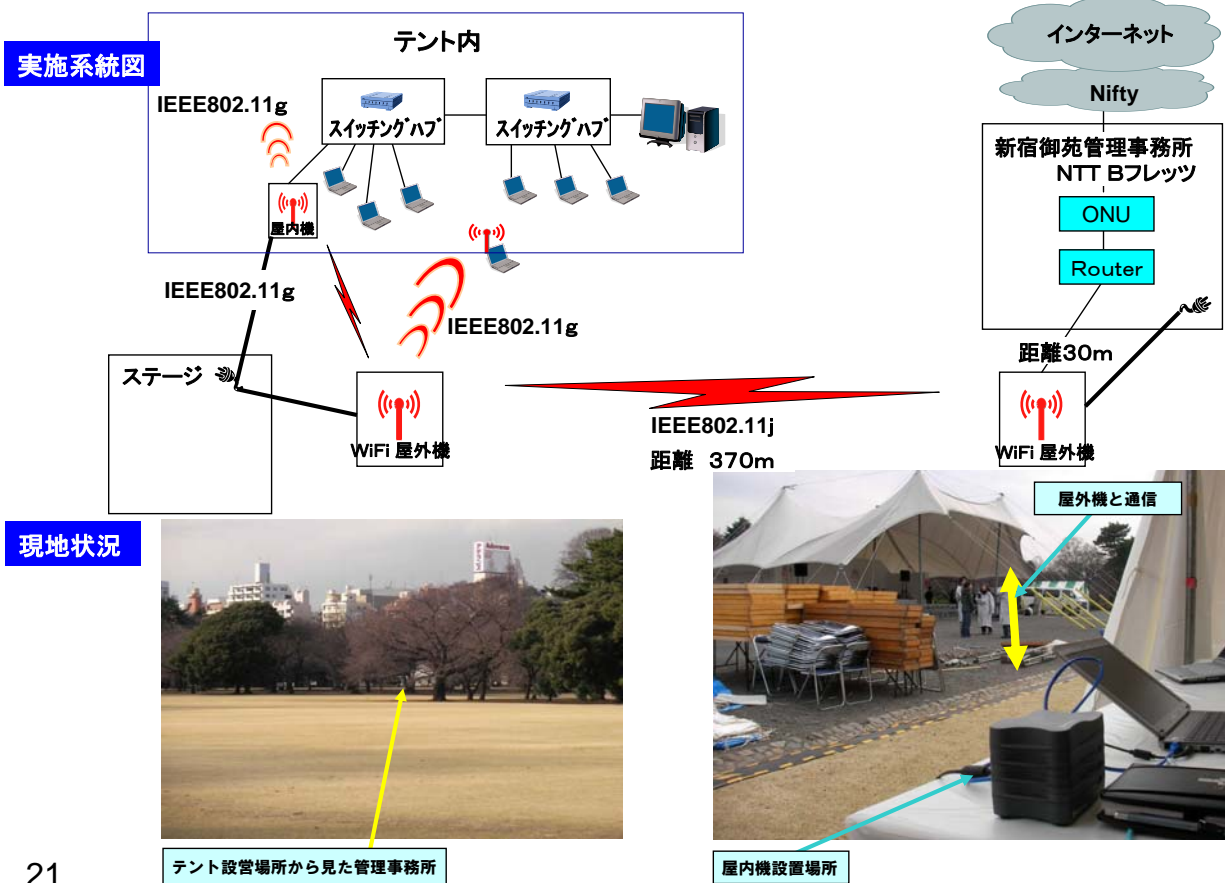 実施系統図
テント内
IEEE802.11g
スイッチングハブ
スイッチングハブ
屋内機
IEEE802.11g
IEEE802.11g
ステージ
WiFi 屋外機
IEEE802.11j
距離 370m
インターネット
Nifty
新宿御苑管理事務所
NTT Bフレッツ
ONU
Router
距離30m
WiFi 屋外機
現地状況
屋外機と通信
テント設営場所から見た管理事務所
屋内機設置場所
21